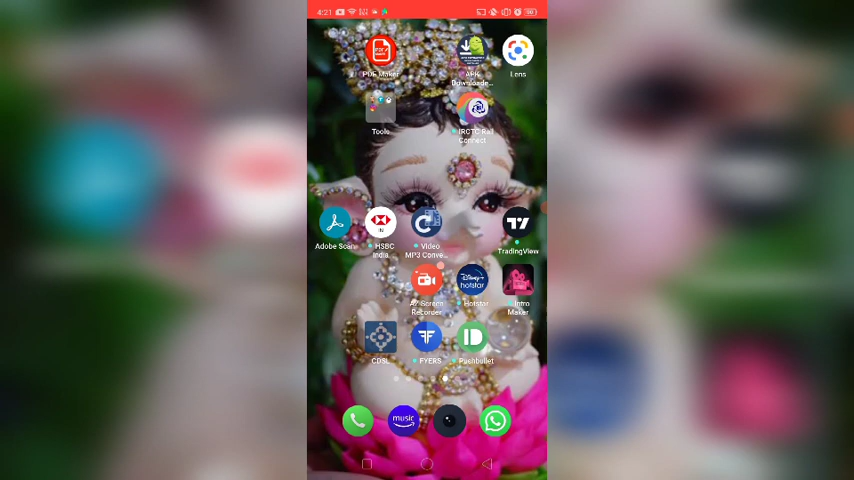 4:21
PDF Maker
APK
Downloade...
Lens
Tools
IRCTC Rail
Connect
Adobe Scan
HSBC
India
Video
MP3 Conve...
TradingView
AZ Screen
Recorder
Hotstar
Intro
Maker
CDSL
FYERS
Pushbullet
music